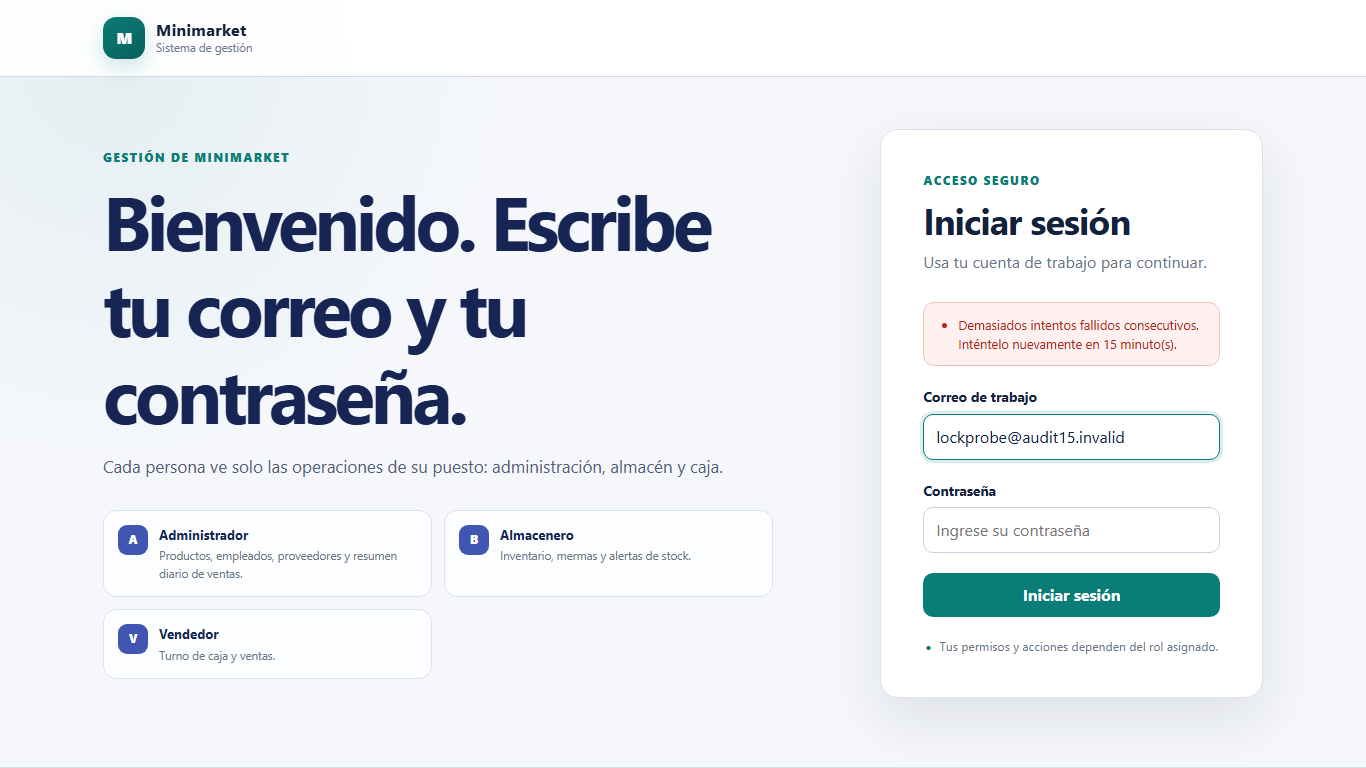 M
Minimarket
Sistema de gestión
GESTIÓN DE MINIMARKET
Bienvenido. Escribe
tu correo y tu
contraseña.
Cada persona ve solo las operaciones de su puesto: administración, almacén y caja.
A
Administrador
Productos, empleados, proveedores y resumen
diario de ventas.
B
Almacenero
Inventario, mermas y alertas de stock.
V
Vendedor
Turno de caja y ventas.
ACCESO SEGURO
Iniciar sesión
Usa tu cuenta de trabajo para continuar.
Demasiados intentos fallidos consecutivos.
Inténtelo nuevamente en 15 minuto(s).
Correo de trabajo
lockprobe@audit15.invalid
Contraseña
Ingrese su contraseña
Iniciar sesión
Tus permisos y acciones dependen del rol asignado.